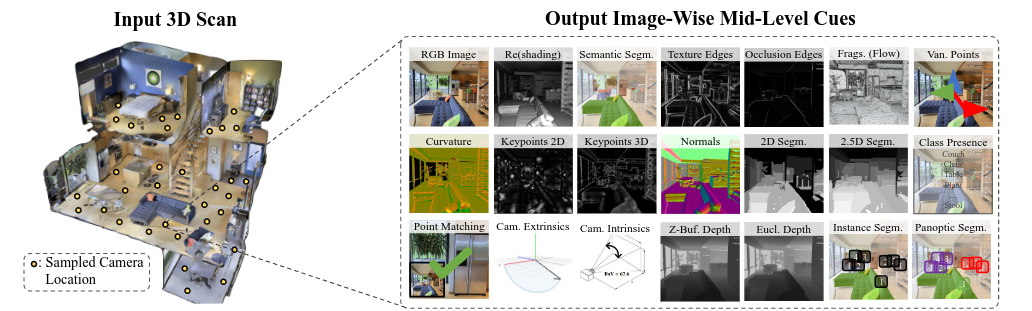 Input 3D Scan
Output Image-Wise Mid-Level Cues
RGB Image
Re(shading)
Semantic Segm.
Texture Edges
Occlusion Edges
Frags. (Flow)
Van. Points
Curvature
Keypoints 2D
Keypoints 3D
Normals
2D Segm.
2.5D Segm.
Class Presence
Couch
Chair
Table
Plant
Stool
Point Matching
Cam. Extrinsics
Cam. Intrinsics
FoV = 67.4
Z-Buf. Depth
Eucl. Depth
Instance Segm.
Panoptic Segm.
: Sampled Camera
Location